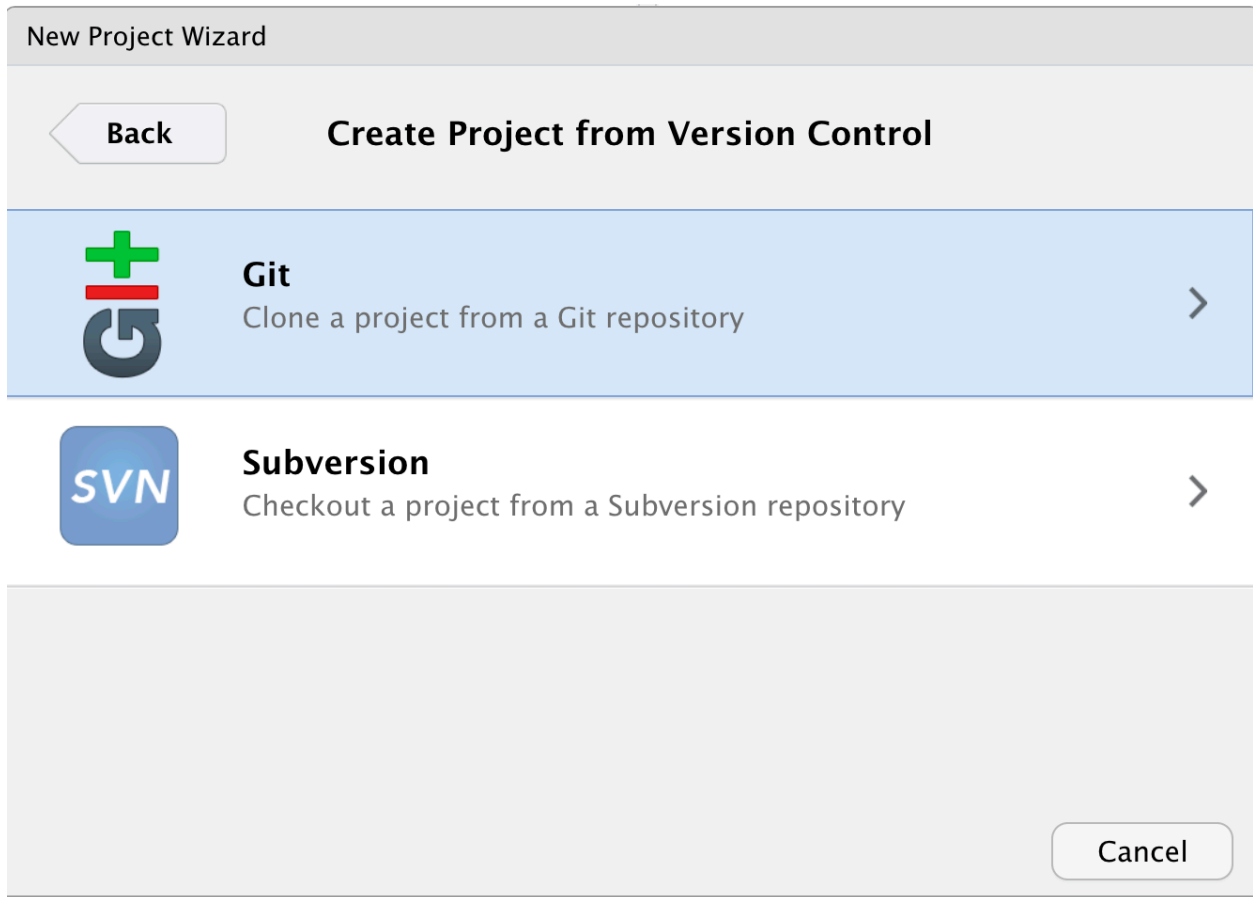 New Project Wizard
Back
Create Project from Version Control
Git
Git
Clone a project from a Git repository
SVN
Subversion
Checkout a project from a Subversion repository
Cancel